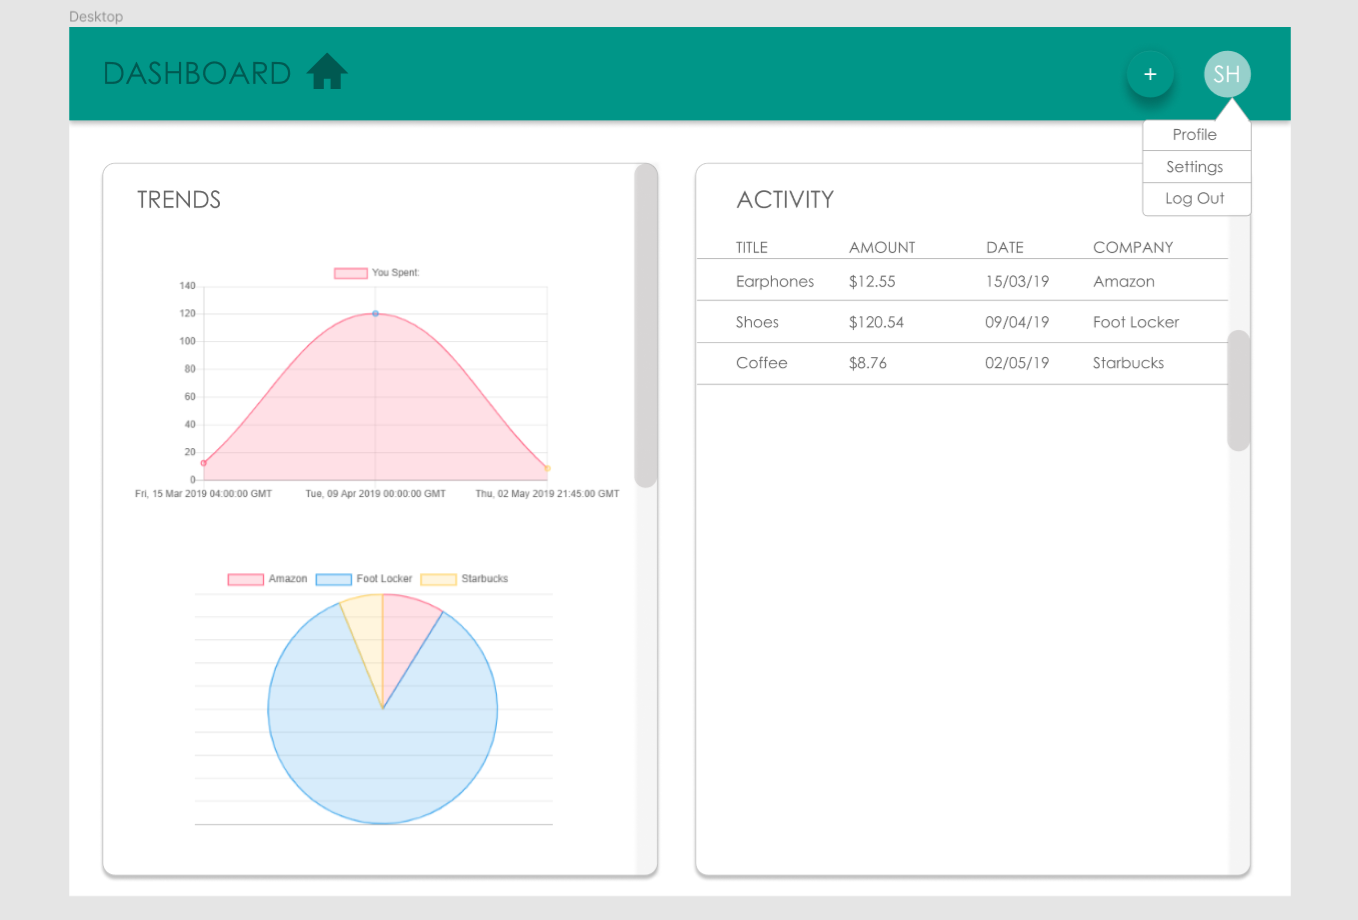 Desktop
DASHBOARD
+
SH
Profile
Settings
Log Out
TRENDS
You Spent:
140
120
100
80
60
40
20
0
Fri, 15 Mar 2019 04:00:00 GMT Tue, 09 Apr 2019 00:00:00 GMT Thu, 02 May 2019 21:45:00 GMT
Amazon Foot Locker Starbucks
ACTIVITY
TITLE AMOUNT DATE COMPANY
Earphones $12.55 15/03/19 Amazon
Shoes $120.54 09/04/19 Foot Locker
Coffee $8.76 02/05/19 Starbucks